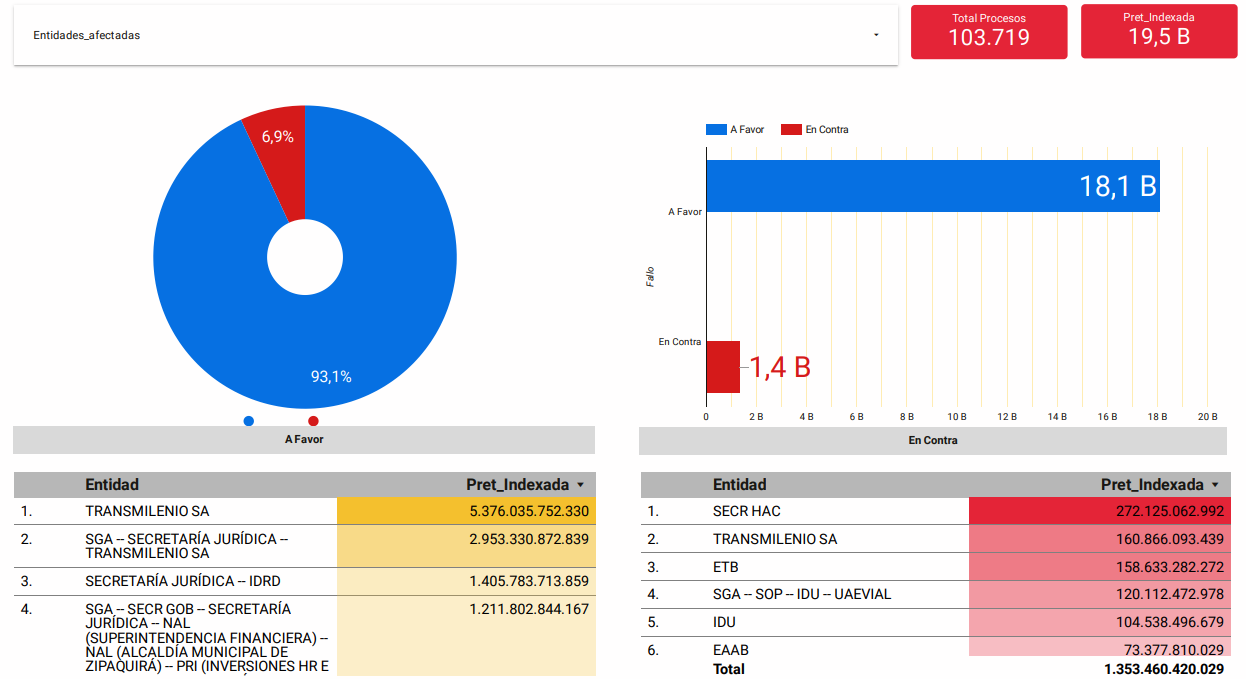 Entidades_afectadas
Total Procesos
103.719
Pret_Indexada
19,5 B
6,9%
93,1%
A Favor
En Contra
18,1 B
A Favor
Fallo
En Contra
1,4 B
0
2 B
4 B
6 B
8 B
10 B
12 B
14 B
16 B
18 B
20 B
A Favor
Entidad Pret_Indexada
1. TRANSMILENIO SA 5.376.035.752.330
2. SGA -- SECRETARÍA JURÍDICA -- 2.953.330.872.839
TRANSMILENIO SA
3. SECRETARÍA JURÍDICA -- IDRD 1.405.783.713.859
4. SGA -- SECR GOB -- SECRETARÍA 1.211.802.844.167
JURÍDICA -- NAL
(SUPERINTENDENCIA FINANCIERA) --
NAL (ALCALDÍA MUNICIPAL DE
ZIPAQUIRÁ) -- PRI (INVERSIONES HR E
En Contra
Entidad Pret_Indexada
1. SECR HAC 272.125.062.992
2. TRANSMILENIO SA 160.866.093.439
3. ETB 158.633.282.272
4. SGA -- SOP -- IDU -- UAEVIAL 120.112.472.978
5. IDU 104.538.496.679
6. EAAB 73.377.810.029
Total 1.353.460.420.029